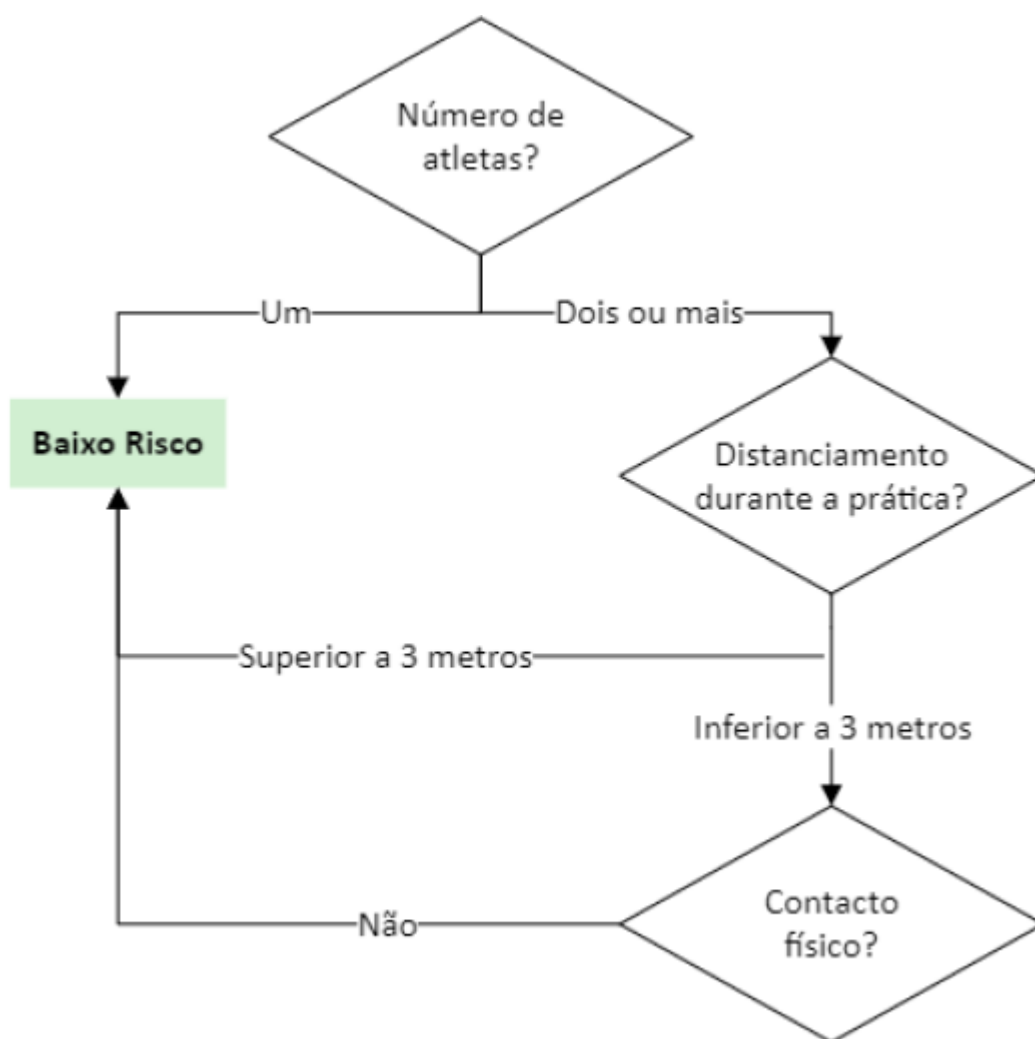 Número de
atletas?
Um
Dois ou mais
Baixo Risco
Distanciamento
durante a prática?
Superior a 3 metros
Inferior a 3 metros
Contacto
físico?
Não